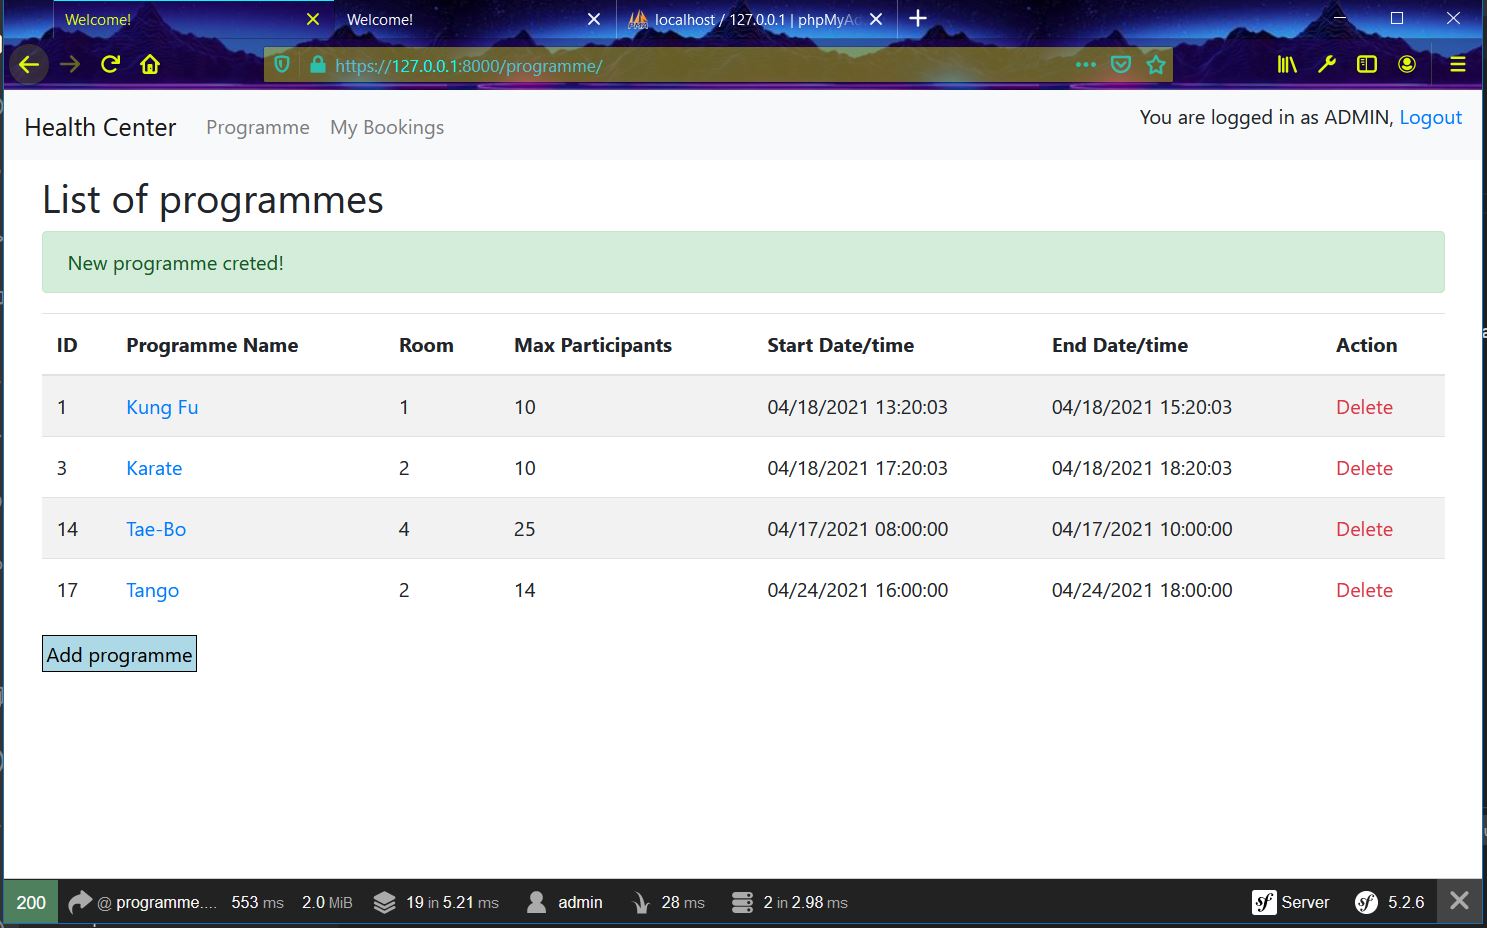 Welcome!
Welcome!
localhost / 127.0.0.1 | phpMyAd
https://127.0.0.1:8000/programme/
Health Center Programme My Bookings You are logged in as ADMIN, Logout
List of programmes
New programme creted!
ID Programme Name Room Max Participants Start Date/time End Date/time Action
1 Kung Fu 1 10 04/18/2021 13:20:03 04/18/2021 15:20:03 Delete
3 Karate 2 10 04/18/2021 17:20:03 04/18/2021 18:20:03 Delete
14 Tae-Bo 4 25 04/17/2021 08:00:00 04/17/2021 10:00:00 Delete
17 Tango 2 14 04/24/2021 16:00:00 04/24/2021 18:00:00 Delete
Add programme
200 @ programme.... 553 ms 2.0 MiB 19 in 5.21 ms admin 28 ms 2 in 2.98 ms sf Server sf 5.2.6